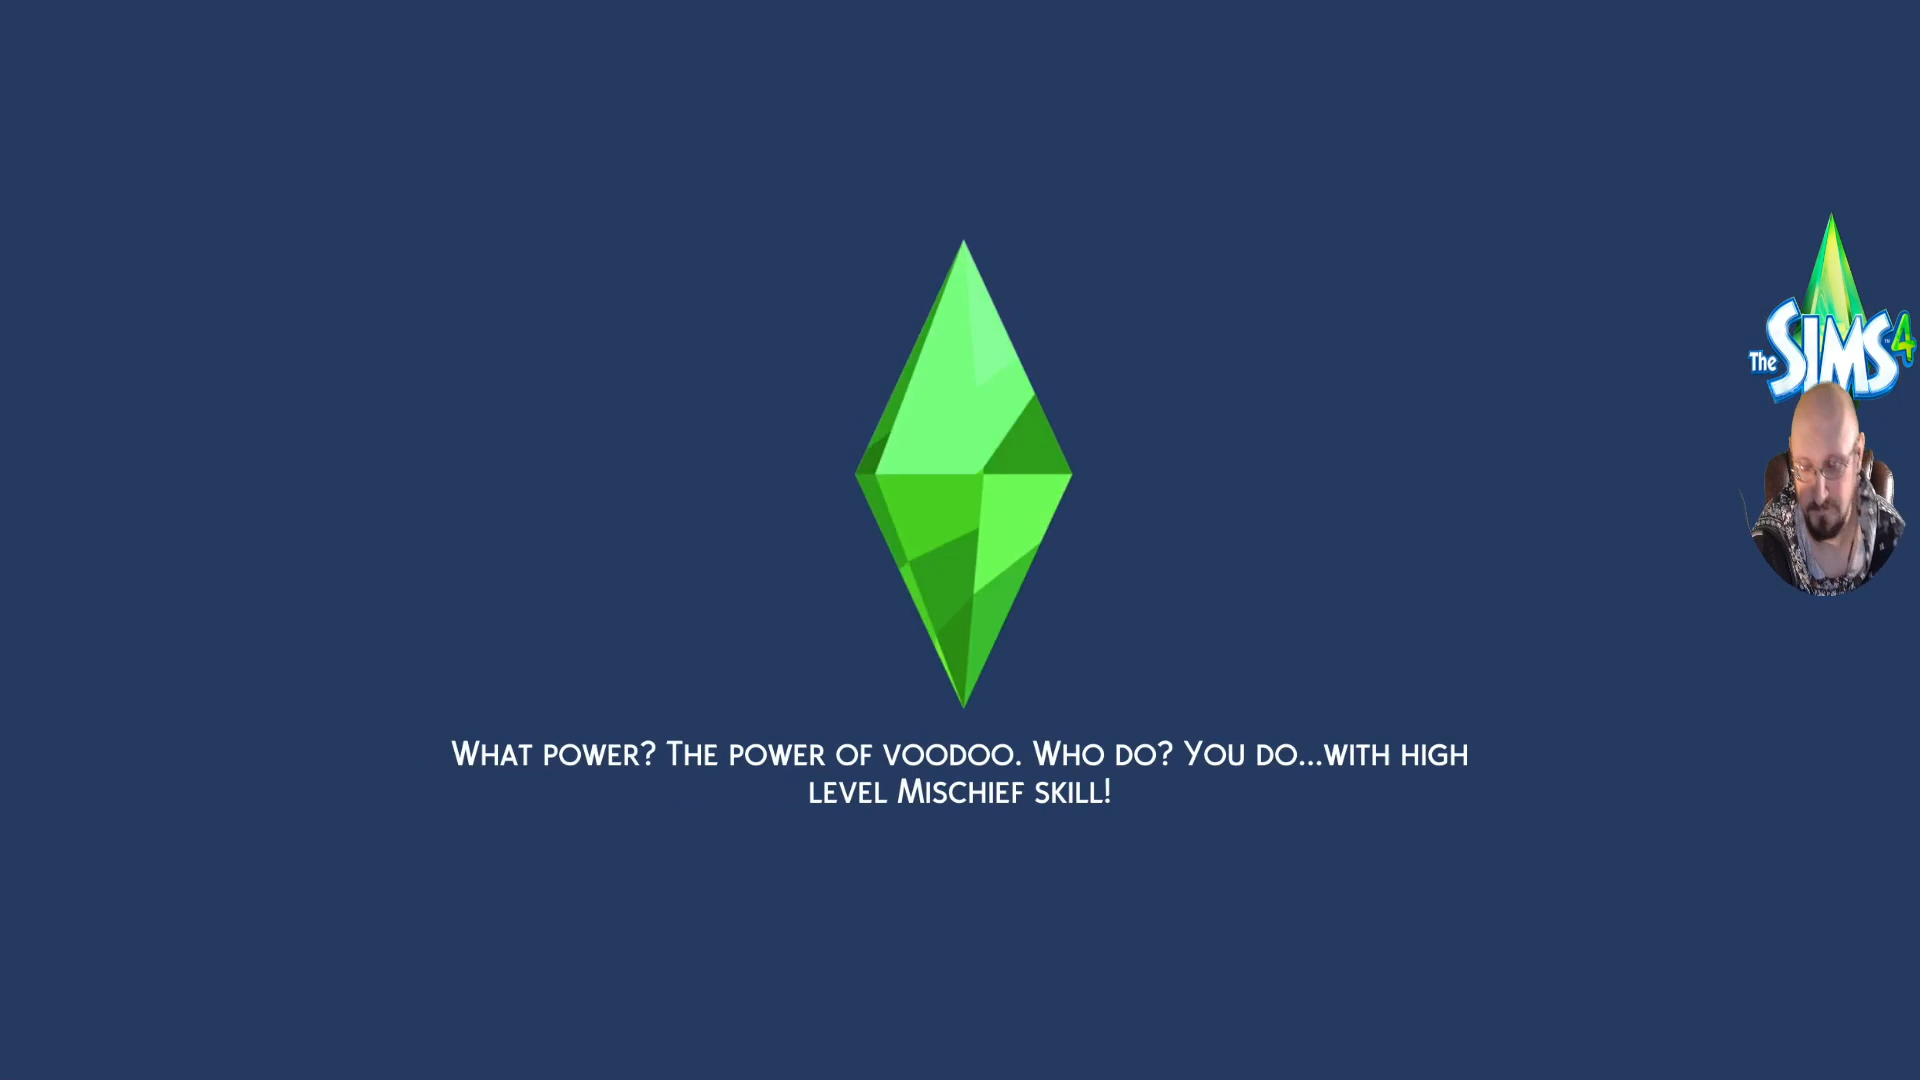 The SIMS 4
What power? The power of voodoo. Who do? You do...with high
level Mischief skill!